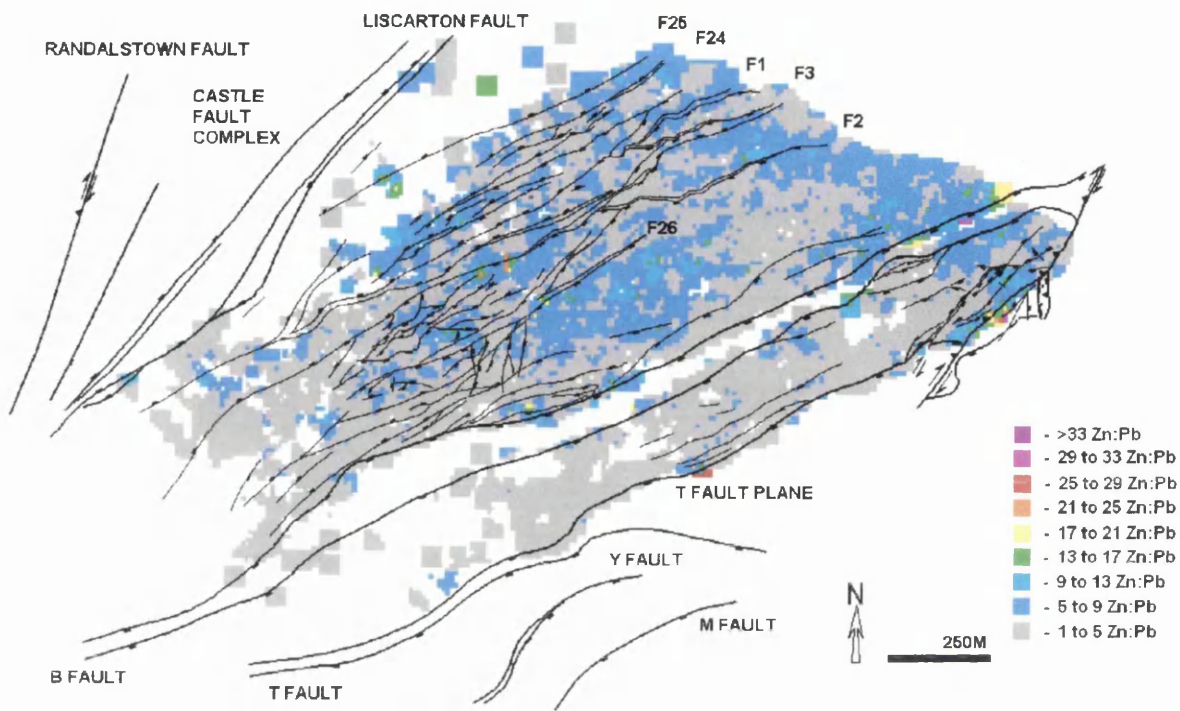 LISCARTON FAULT
F25
RANDALSTOWN FAULT
F24
F1
F3
CASTLE
FAULT
COMPLEX
F2
F26
- >33 Zn:Pb
- 29 to 33 Zn:Pb
- 25 to 29 Zn:Pb
- 21 to 25 Zn:Pb
- 17 to 21 Zn:Pb
- 13 to 17 Zn:Pb
- 9 to 13 Zn:Pb
- 5 to 9 Zn:Pb
- 1 to 5 Zn:Pb
T FAULT PLANE
Y FAULT
N
250M
M FAULT
B FAULT
T FAULT